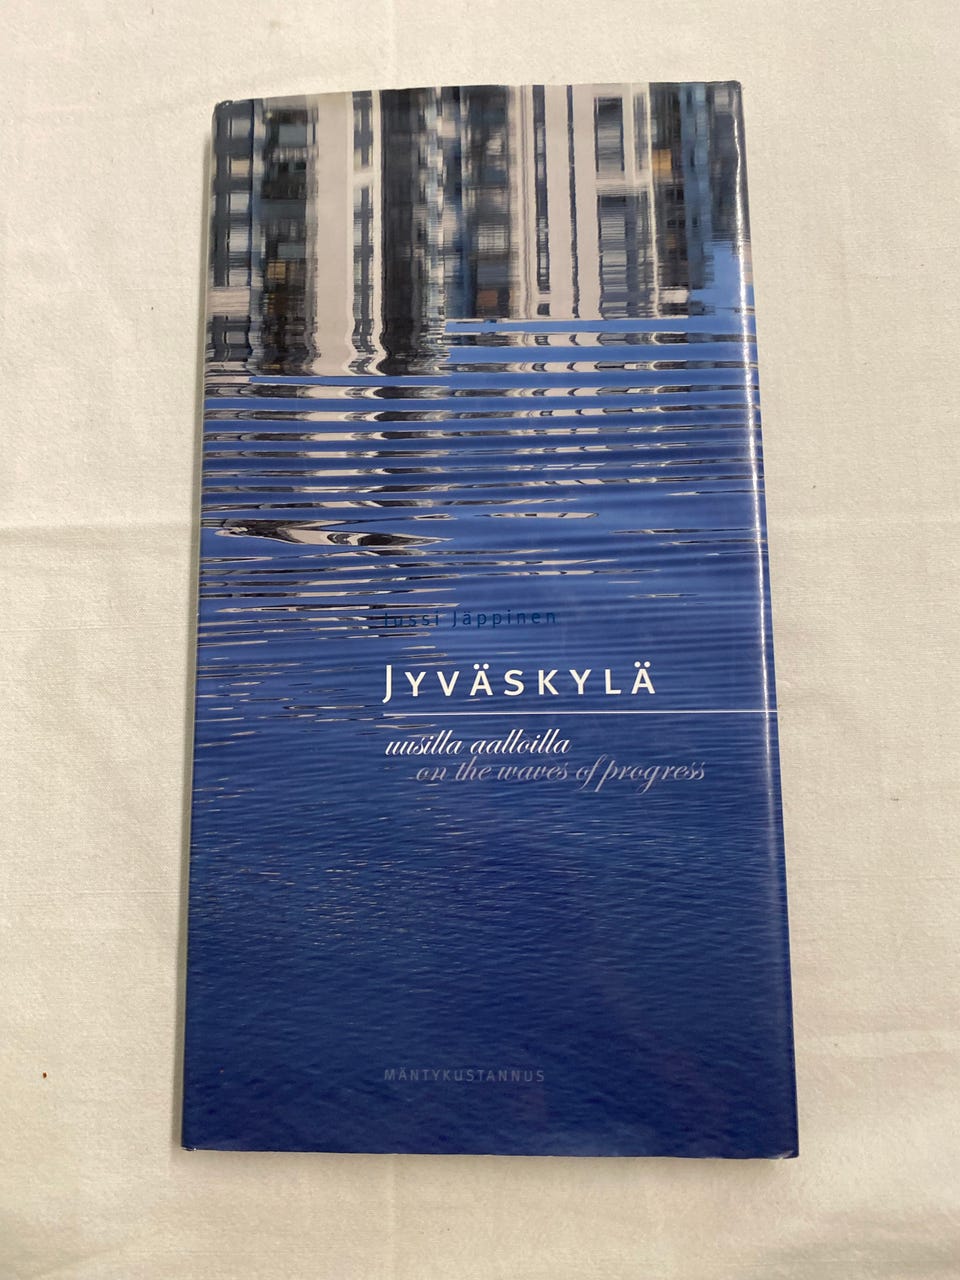 Jussi Jäppinen
JYVÄSKYLÄ
uusilla aalloilla
on the waves of progress
MÄNTYKUSTANNUS